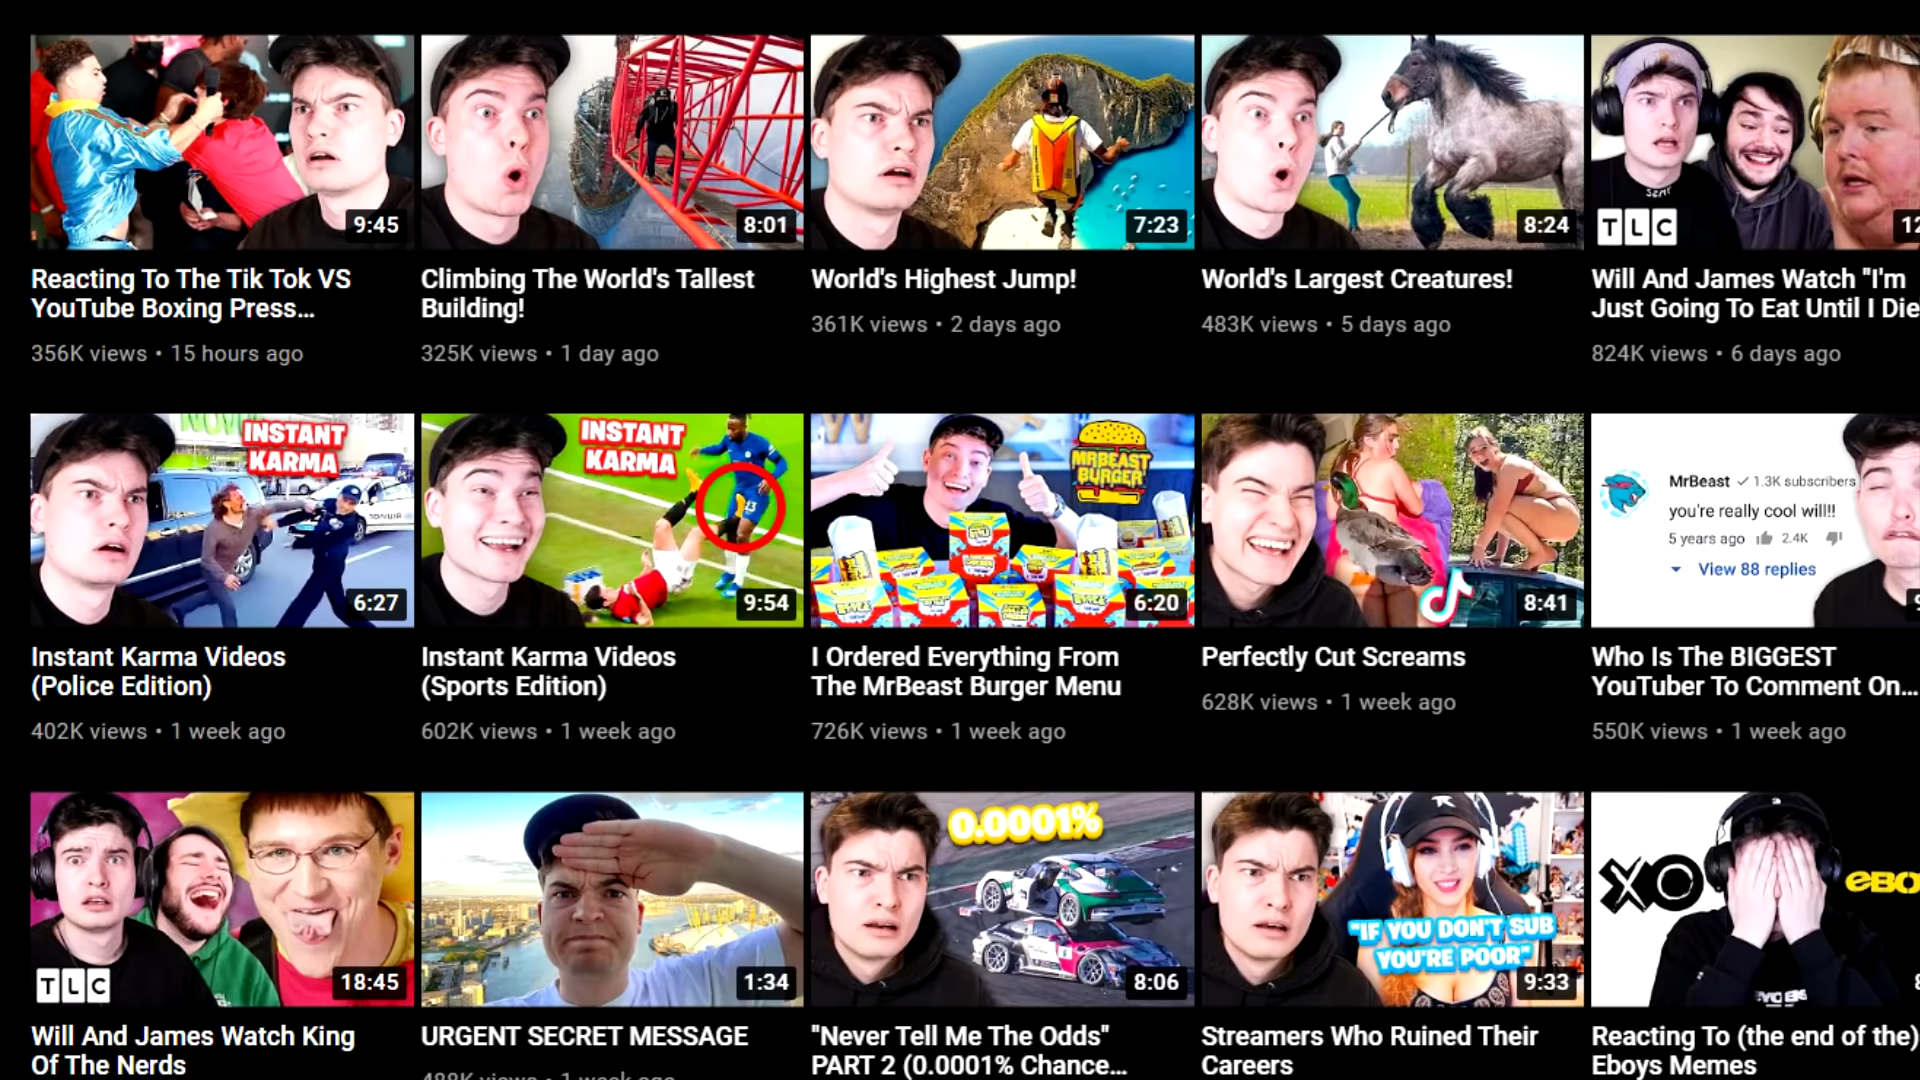 9:45
8:01
7:23
8:24
TLC
12
Reacting To The Tik Tok VS
YouTube Boxing Press...
356K views • 15 hours ago
Climbing The World's Tallest
Building!
325K views • 1 day ago
World's Highest Jump!
361K views • 2 days ago
World's Largest Creatures!
483K views • 5 days ago
Will And James Watch "I'm
Just Going To Eat Until I Die
824K views • 6 days ago
INSTANT
KARMA
6:27
INSTANT
KARMA
9:54
MRBEAST
BURGER
6:20
8:41
MrBeast ✓ 1.3K subscribers
you're really cool will!!
5 years ago 2.4K
View 88 replies
Instant Karma Videos
(Police Edition)
402K views • 1 week ago
Instant Karma Videos
(Sports Edition)
602K views • 1 week ago
I Ordered Everything From
The MrBeast Burger Menu
726K views • 1 week ago
Perfectly Cut Screams
628K views • 1 week ago
Who Is The BIGGEST
YouTuber To Comment On...
550K views • 1 week ago
TLC
18:45
1:34
0.0001%
8:06
"IF YOU DON'T SUB
YOU'RE POOR"
9:33
XO
eBO
Will And James Watch King
Of The Nerds
URGENT SECRET MESSAGE
488K views • 1 week ago
"Never Tell Me The Odds"
PART 2 (0.0001% Chance...
Streamers Who Ruined Their
Careers
Reacting To (the end of the)
Eboys Memes